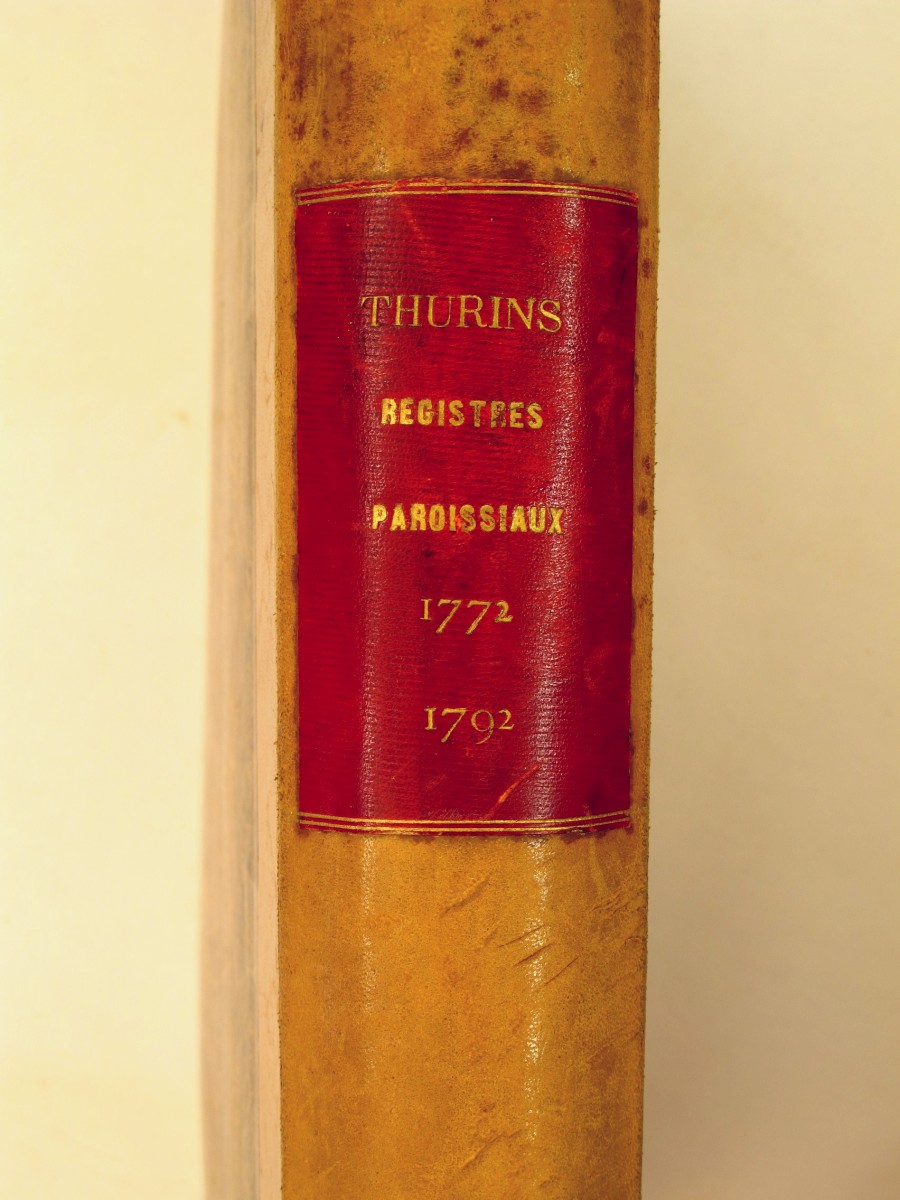 THURINS
REGISTRES
PAROISSIAUX
1772
1792